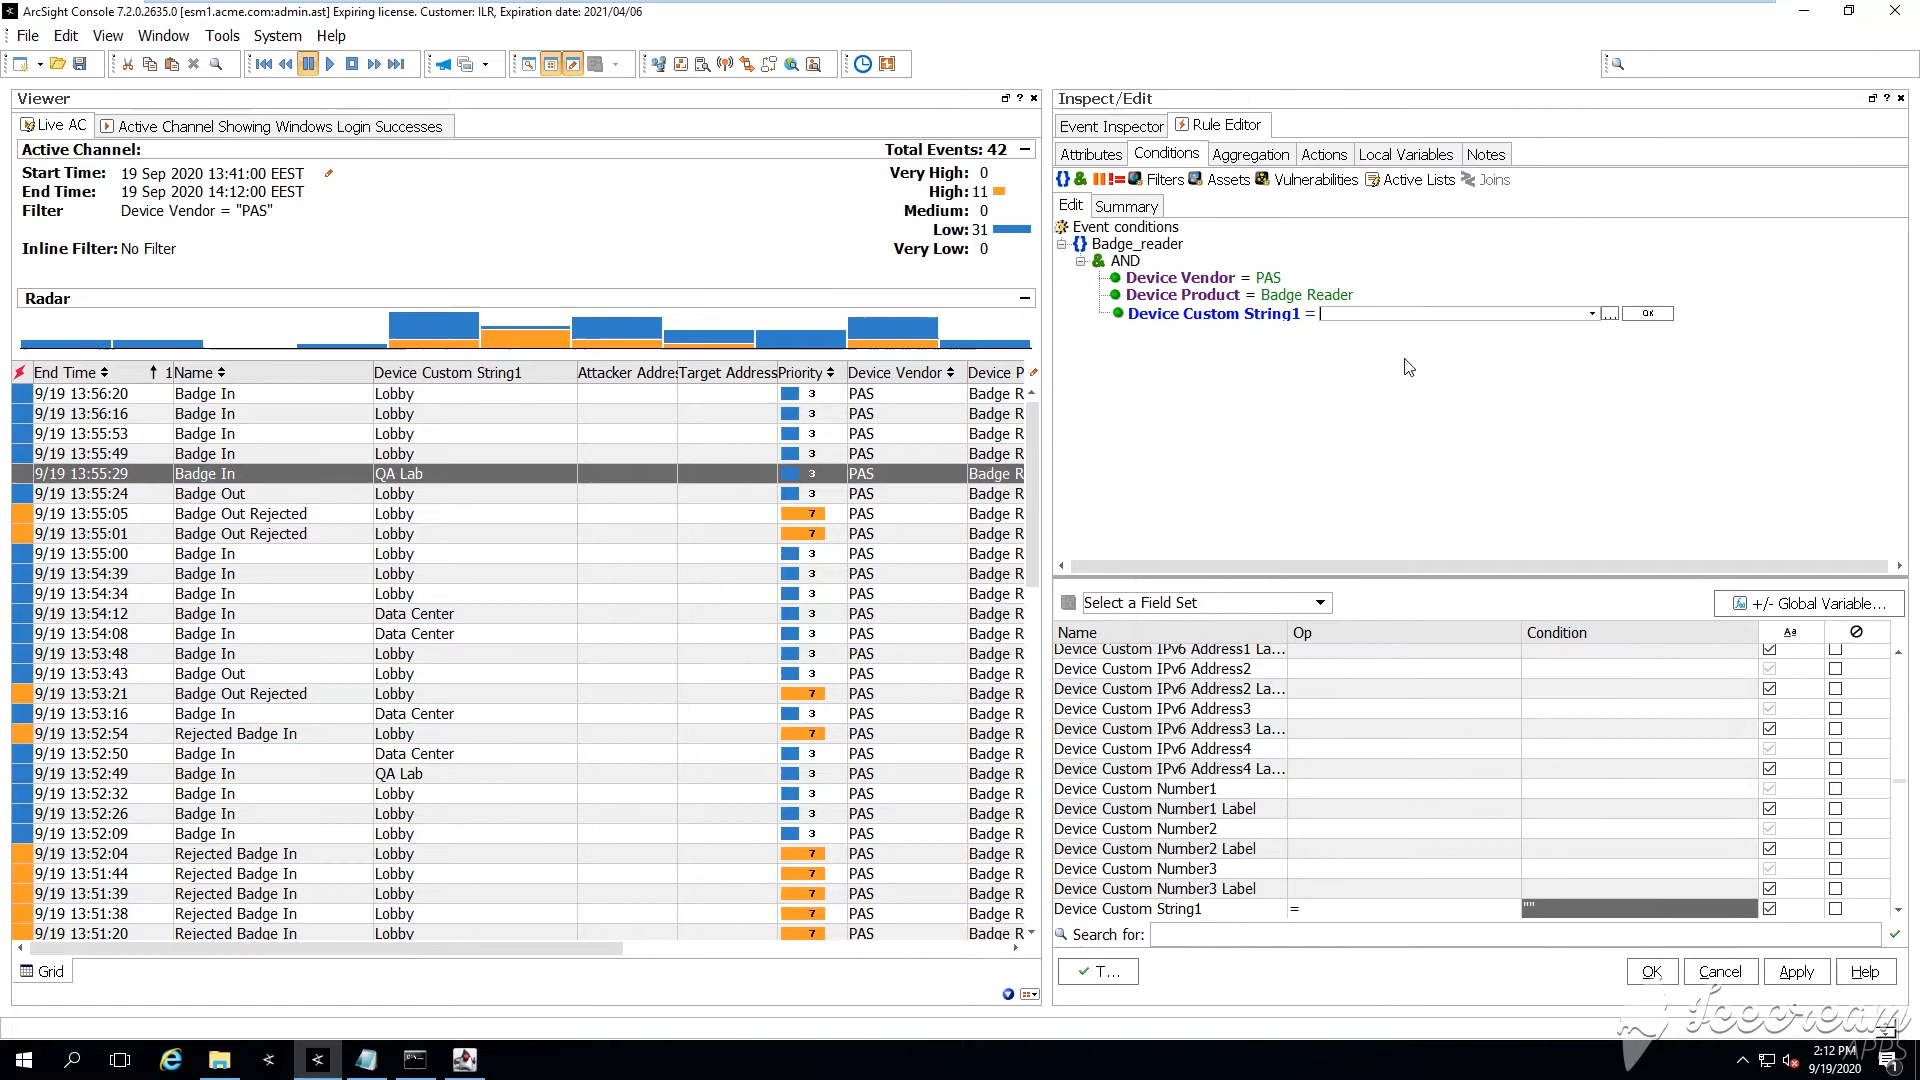 ArcSight Console 7.2.0.2635.0 [esm1.acme.com:admin.ast] Expiring license. Customer: ILR, Expiration date: 2021/04/06
File Edit View Window Tools System Help
Viewer
Live AC Active Channel Showing Windows Login Successes
Active Channel: Total Events: 42
Start Time: 19 Sep 2020 13:41:00 EEST Very High: 0
End Time: 19 Sep 2020 14:12:00 EEST High: 11
Filter Device Vendor = "PAS" Medium: 0
Low: 31
Inline Filter: No Filter Very Low: 0
Radar
End Time 1 Name Device Custom String1 Attacker Addre Target Address Priority Device Vendor Device P
9/19 13:56:20 Badge In Lobby 3 PAS Badge R
9/19 13:56:16 Badge In Lobby 3 PAS Badge R
9/19 13:55:53 Badge In Lobby 3 PAS Badge R
9/19 13:55:49 Badge In Lobby 3 PAS Badge R
9/19 13:55:29 Badge In QA Lab 3 PAS Badge R
9/19 13:55:24 Badge Out Lobby 3 PAS Badge R
9/19 13:55:05 Badge Out Rejected Lobby 7 PAS Badge R
9/19 13:55:01 Badge Out Rejected Lobby 7 PAS Badge R
9/19 13:55:00 Badge In Lobby 3 PAS Badge R
9/19 13:54:39 Badge In Lobby 3 PAS Badge R
9/19 13:54:34 Badge In Lobby 3 PAS Badge R
9/19 13:54:12 Badge In Data Center 3 PAS Badge R
9/19 13:54:08 Badge In Data Center 3 PAS Badge R
9/19 13:53:48 Badge In Lobby 3 PAS Badge R
9/19 13:53:43 Badge Out Lobby 3 PAS Badge R
9/19 13:53:21 Badge Out Rejected Lobby 7 PAS Badge R
9/19 13:53:16 Badge In Data Center 3 PAS Badge R
9/19 13:52:54 Rejected Badge In Lobby 7 PAS Badge R
9/19 13:52:50 Badge In Data Center 3 PAS Badge R
9/19 13:52:49 Badge In QA Lab 3 PAS Badge R
9/19 13:52:32 Badge In Lobby 3 PAS Badge R
9/19 13:52:26 Badge In Lobby 3 PAS Badge R
9/19 13:52:09 Badge In Lobby 3 PAS Badge R
9/19 13:52:04 Rejected Badge In Lobby 7 PAS Badge R
9/19 13:51:44 Rejected Badge In Lobby 7 PAS Badge R
9/19 13:51:39 Rejected Badge In Lobby 7 PAS Badge R
9/19 13:51:38 Rejected Badge In Lobby 7 PAS Badge R
9/19 13:51:20 Rejected Badge In Lobby 7 PAS Badge R
Grid
Inspect/Edit
Event Inspector Rule Editor
Attributes Conditions Aggregation Actions Local Variables Notes
{} & != Filters Assets Vulnerabilities Active Lists Joins
Edit Summary
Event conditions
{} Badge_reader
& AND
Device Vendor = PAS
Device Product = Badge Reader
Device Custom String1 = ... OK
Select a Field Set +/- Global Variable...
Name Op Condition Aa
Device Custom IPv6 Address1 La...
Device Custom IPv6 Address2
Device Custom IPv6 Address2 La...
Device Custom IPv6 Address3
Device Custom IPv6 Address3 La...
Device Custom IPv6 Address4
Device Custom IPv6 Address4 La...
Device Custom Number1
Device Custom Number1 Label
Device Custom Number2
Device Custom Number2 Label
Device Custom Number3
Device Custom Number3 Label
Device Custom String1 = ""
Search for:
T... OK Cancel Apply Help
Icecream
APPS
2:12 PM
9/19/2020
1